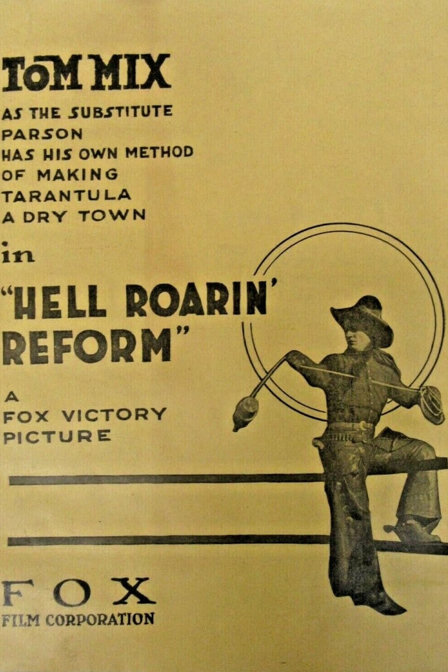 TOM MIX
AS THE SUBSTITUTE
PARSON
HAS HIS OWN METHOD
OF MAKING
TARANTULA
A DRY TOWN
in
"HELL ROARIN'
REFORM"
A
FOX VICTORY
PICTURE
FOX
FILM CORPORATION